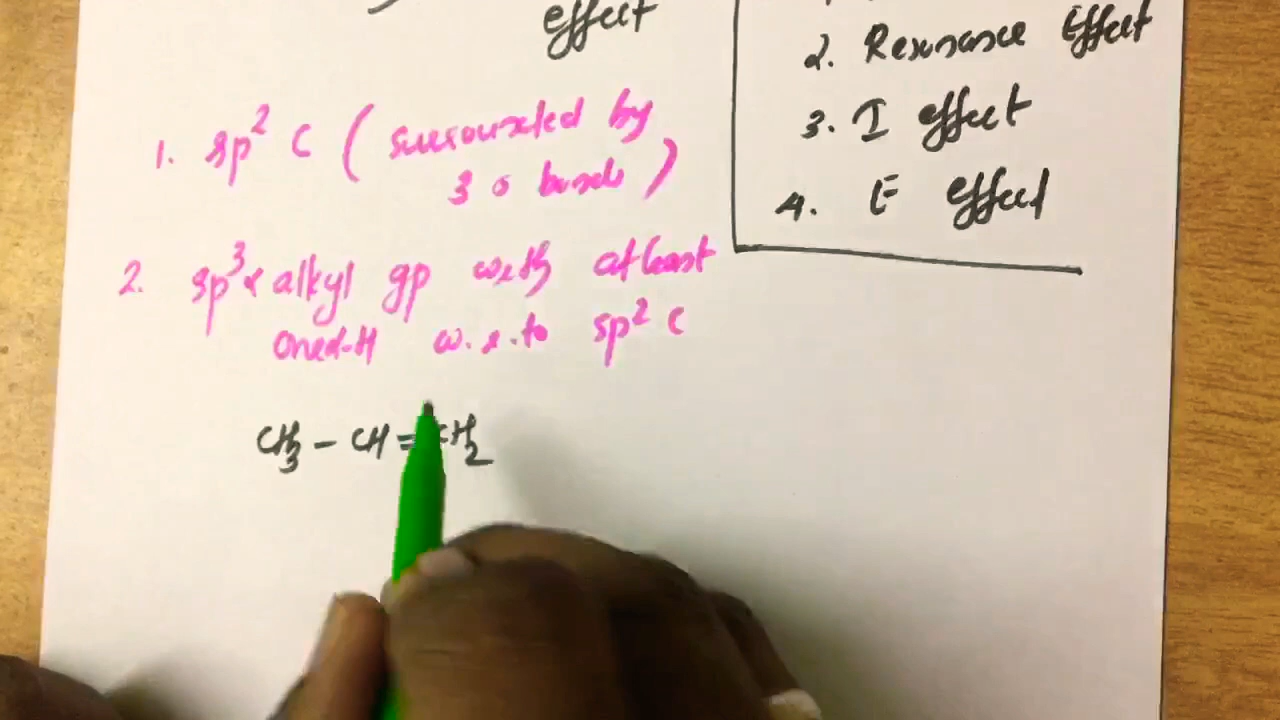 effect
1. sp² C ( surrounded by
3 σ bonds )
2. sp³ α alkyl gp with atleast
one α-H w.r.to sp² C
CH₃ - CH = CH₂
2. Resonance Effect
3. I effect
4. E effect